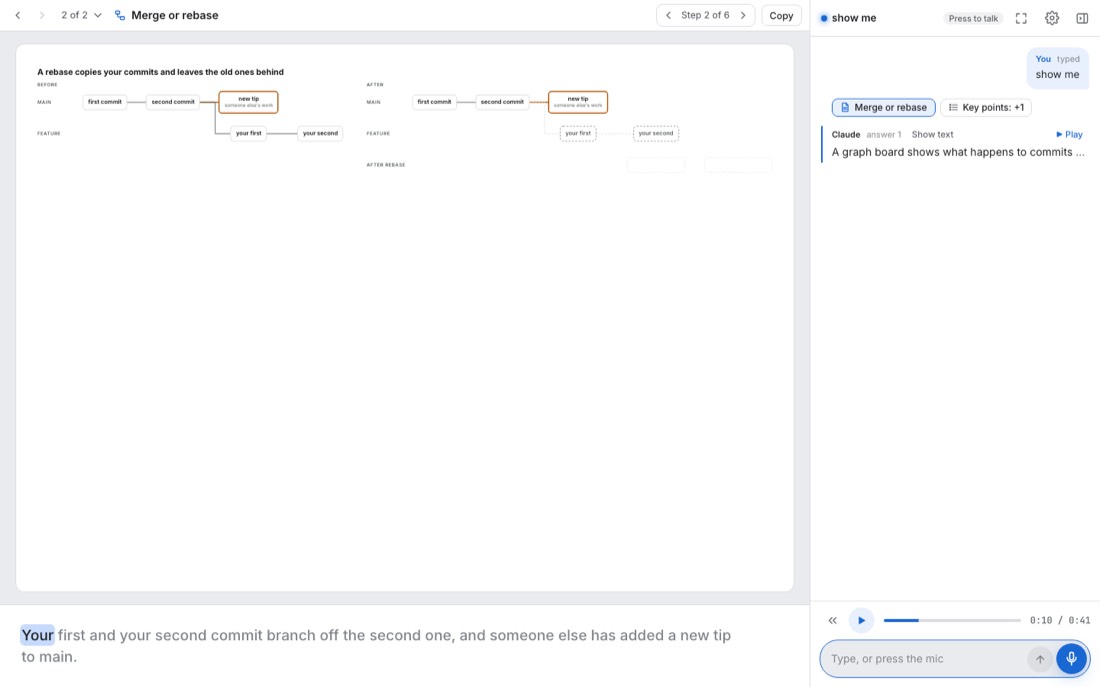 2 of 2
Merge or rebase
Step 2 of 6
Copy
A rebase copies your commits and leaves the old ones behind
BEFORE
MAIN
first commit
second commit
new tip
someone else's work
FEATURE
your first
your second
AFTER
MAIN
first commit
second commit
new tip
someone else's work
FEATURE
your first
your second
AFTER REBASE
Your first and your second commit branch off the second one, and someone else has added a new tip
to main.
show me
Press to talk
You typed
show me
Merge or rebase
Key points: +1
Claude answer 1 Show text
Play
A graph board shows what happens to commits ...
0:10 / 0:41
Type, or press the mic